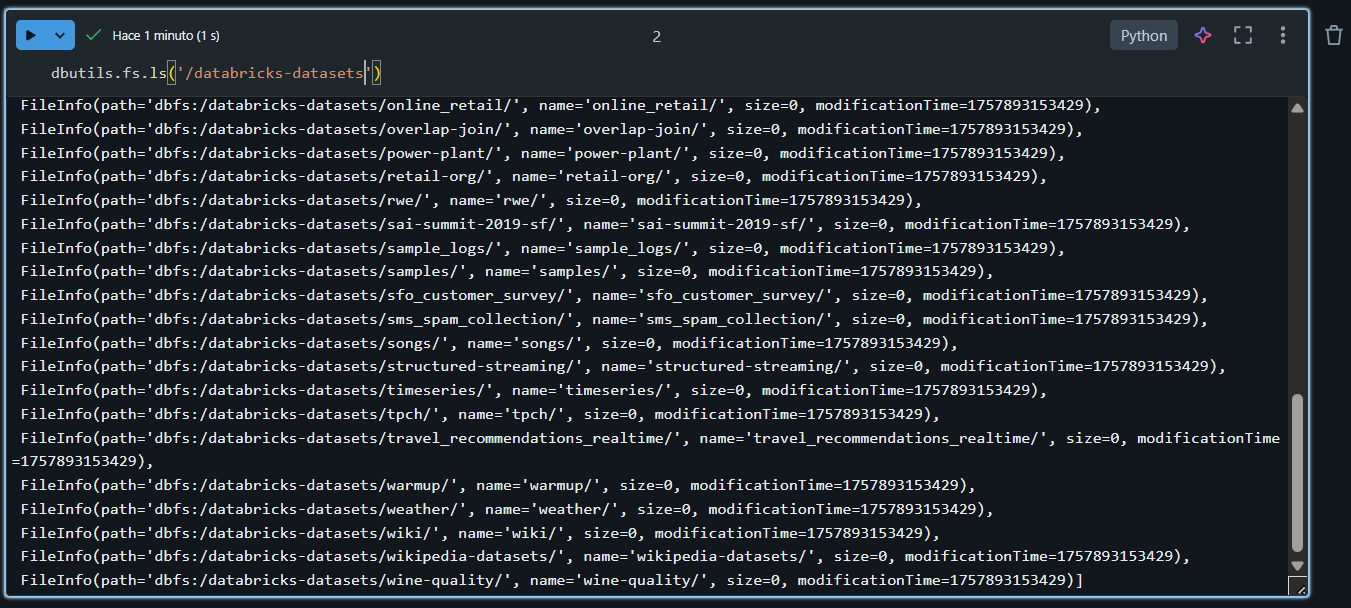 Hace 1 minuto (1 s)
2
Python
dbutils.fs.ls('/databricks-datasets')
FileInfo(path='dbfs:/databricks-datasets/online_retail/', name='online_retail/', size=0, modificationTime=1757893153429),
FileInfo(path='dbfs:/databricks-datasets/overlap-join/', name='overlap-join/', size=0, modificationTime=1757893153429),
FileInfo(path='dbfs:/databricks-datasets/power-plant/', name='power-plant/', size=0, modificationTime=1757893153429),
FileInfo(path='dbfs:/databricks-datasets/retail-org/', name='retail-org/', size=0, modificationTime=1757893153429),
FileInfo(path='dbfs:/databricks-datasets/rwe/', name='rwe/', size=0, modificationTime=1757893153429),
FileInfo(path='dbfs:/databricks-datasets/sai-summit-2019-sf/', name='sai-summit-2019-sf/', size=0, modificationTime=1757893153429),
FileInfo(path='dbfs:/databricks-datasets/sample_logs/', name='sample_logs/', size=0, modificationTime=1757893153429),
FileInfo(path='dbfs:/databricks-datasets/samples/', name='samples/', size=0, modificationTime=1757893153429),
FileInfo(path='dbfs:/databricks-datasets/sfo_customer_survey/', name='sfo_customer_survey/', size=0, modificationTime=1757893153429),
FileInfo(path='dbfs:/databricks-datasets/sms_spam_collection/', name='sms_spam_collection/', size=0, modificationTime=1757893153429),
FileInfo(path='dbfs:/databricks-datasets/songs/', name='songs/', size=0, modificationTime=1757893153429),
FileInfo(path='dbfs:/databricks-datasets/structured-streaming/', name='structured-streaming/', size=0, modificationTime=1757893153429),
FileInfo(path='dbfs:/databricks-datasets/timeseries/', name='timeseries/', size=0, modificationTime=1757893153429),
FileInfo(path='dbfs:/databricks-datasets/tpch/', name='tpch/', size=0, modificationTime=1757893153429),
FileInfo(path='dbfs:/databricks-datasets/travel_recommendations_realtime/', name='travel_recommendations_realtime/', size=0, modificationTime
=1757893153429),
FileInfo(path='dbfs:/databricks-datasets/warmup/', name='warmup/', size=0, modificationTime=1757893153429),
FileInfo(path='dbfs:/databricks-datasets/weather/', name='weather/', size=0, modificationTime=1757893153429),
FileInfo(path='dbfs:/databricks-datasets/wiki/', name='wiki/', size=0, modificationTime=1757893153429),
FileInfo(path='dbfs:/databricks-datasets/wikipedia-datasets/', name='wikipedia-datasets/', size=0, modificationTime=1757893153429),
FileInfo(path='dbfs:/databricks-datasets/wine-quality/', name='wine-quality/', size=0, modificationTime=1757893153429)]